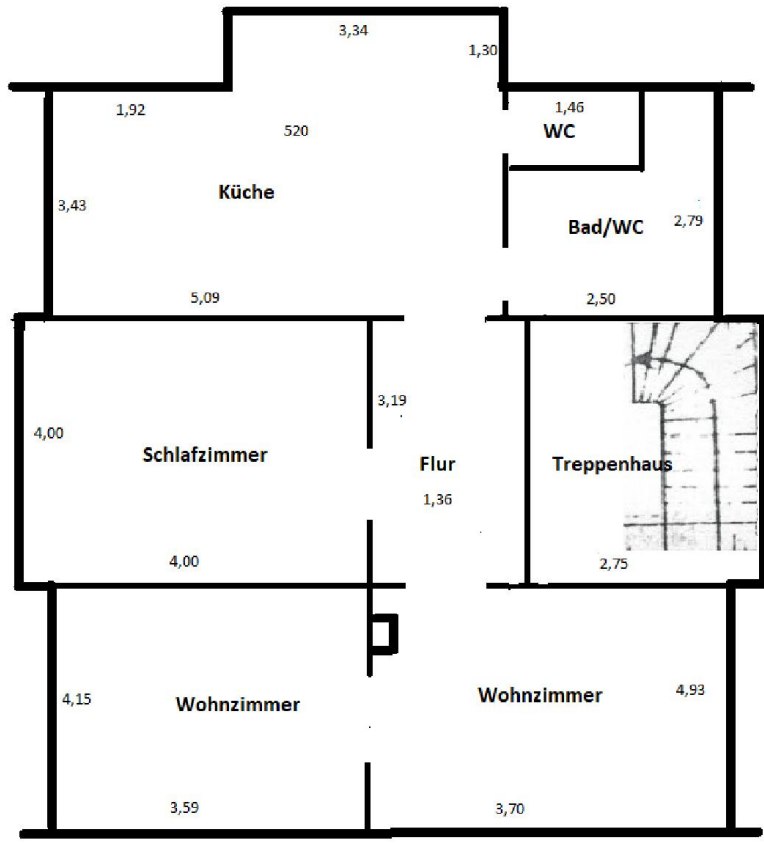 3,34
1,30
1,92
1,46
520
WC
Küche
3,43
Bad/WC
2,79
5,09
2,50
3,19
4,00
Schlafzimmer
Flur
Treppenhaus
1,36
4,00
2,75
4,15
Wohnzimmer
Wohnzimmer
4,93
3,59
3,70